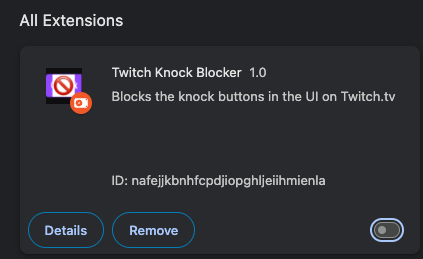 All Extensions
Twitch Knock Blocker 1.0
Blocks the knock buttons in the UI on Twitch.tv
ID: nafejjkbnhfcpdjiopghljeiihmienla
Details
Remove